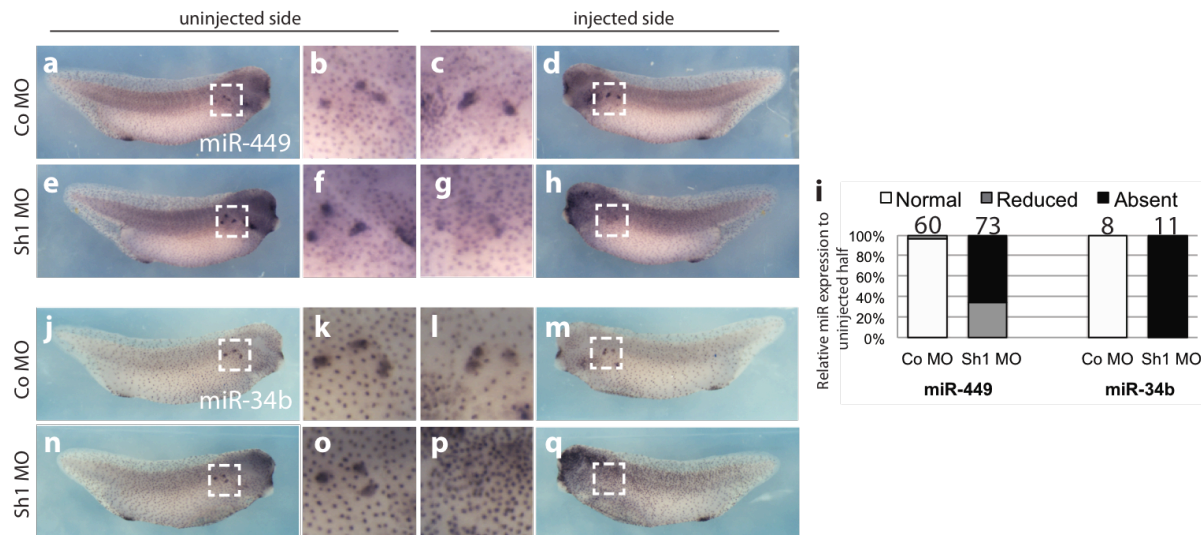 uninjected side injected side
a b c d
Co MO
miR-449
e f g h
Sh1 MO
i
Normal Reduced Absent
60 73 8 11
Relative miR expression to
uninjected half
100%
80%
60%
40%
20%
0%
Co MO Sh1 MO Co MO Sh1 MO
miR-449 miR-34b
j k l m
Co MO
miR-34b
n o p q
Sh1 MO